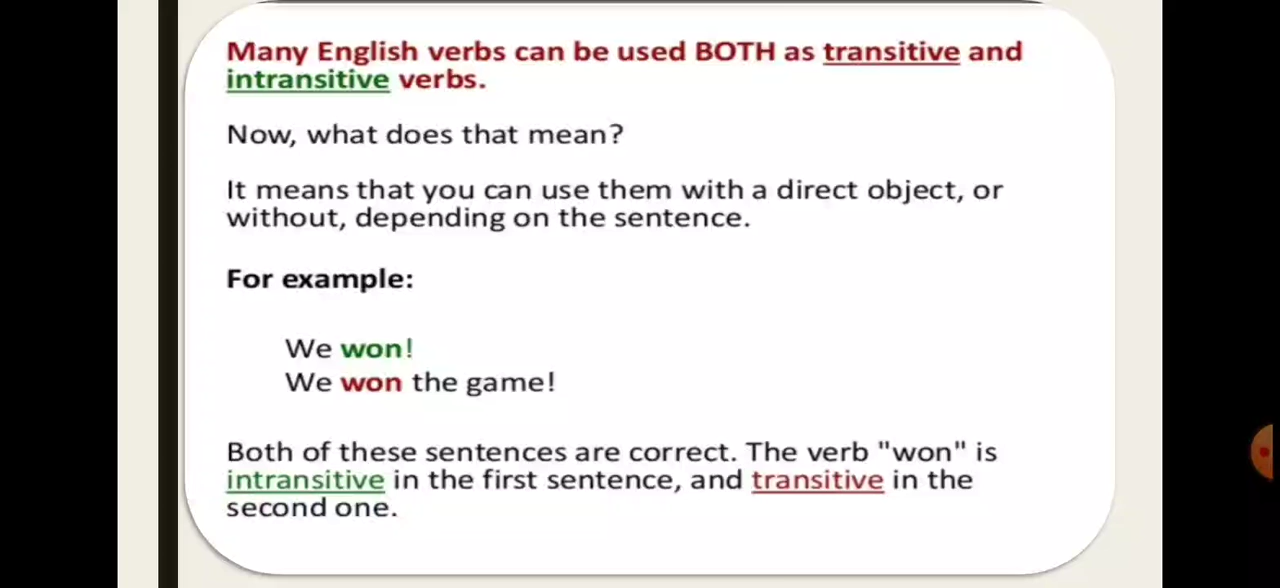 Many English verbs can be used BOTH as transitive and
intransitive verbs.
Now, what does that mean?
It means that you can use them with a direct object, or
without, depending on the sentence.
For example:
We won!
We won the game!
Both of these sentences are correct. The verb "won" is
intransitive in the first sentence, and transitive in the
second one.